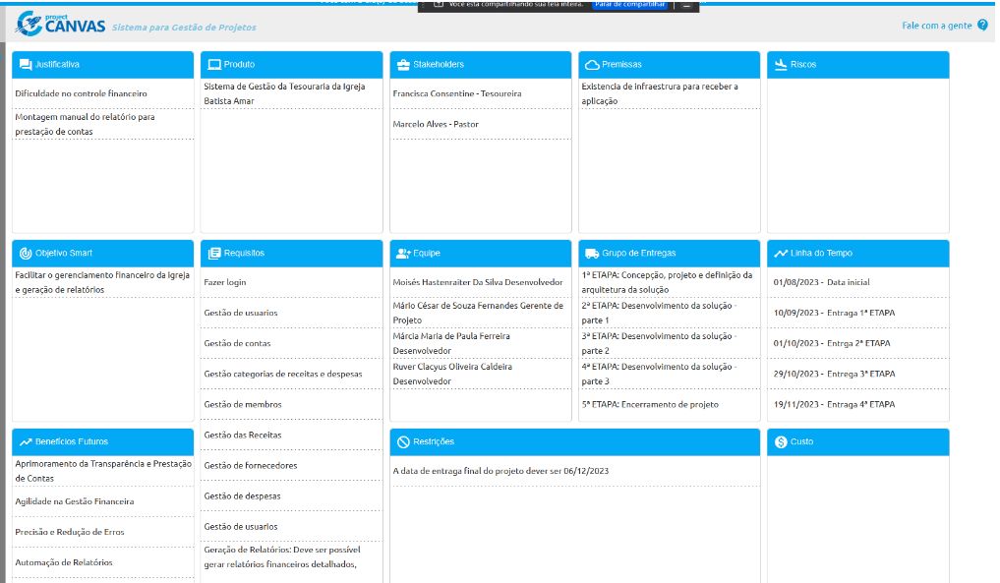 Você está compartilhando sua tela inteira.
Parar de compartilhar
project
CANVAS
Sistema para Gestão de Projetos
Fale com a gente
Justificativa
Dificuldade no controle financeiro
Montagem manual do relatório para
prestação de contas
Produto
Sistema de Gestão da Tesouraria da Igreja
Batista Amar
Stakeholders
Francisca Consentine - Tesoureira
Marcelo Alves - Pastor
Premissas
Existencia de infraestrura para receber a
aplicação
Riscos
Objetivo Smart
Facilitar o gerenciamento financeiro da igreja
e geração de relatórios
Requisitos
Fazer login
Gestão de usuarios
Gestão de contas
Gestão categorias de receitas e despesas
Gestão de membros
Gestão das Receitas
Gestão de fornecedores
Gestão de despesas
Gestão de usuarios
Geração de Relatórios: Deve ser possível
gerar relatórios financeiros detalhados,
Equipe
Moisés Hastenraiter Da Silva Desenvolvedor
Mário César de Souza Fernandes Gerente de
Projeto
Márcia Maria de Paula Ferreira
Desenvolvedor
Ruver Clacyus Oliveira Caldeira
Desenvolvedor
Grupo de Entregas
1ª ETAPA: Concepção, projeto e definição da
arquitetura da solução
2ª ETAPA: Desenvolvimento da solução -
parte 1
3ª ETAPA: Desenvolvimento da solução -
parte 2
4ª ETAPA: Desenvolvimento da solução -
parte 3
5ª ETAPA: Encerramento de projeto
Linha do Tempo
01/08/2023 - Data inicial
10/09/2023 - Entraga 1ª ETAPA
01/10/2023 - Entrga 2ª ETAPA
29/10/2023 - Entrega 3ª ETAPA
19/11/2023 - Entraga 4ª ETAPA
Benefícios Futuros
Aprimoramento da Transparência e Prestação
de Contas
Agilidade na Gestão Financeira
Precisão e Redução de Erros
Automação de Relatórios
Restrições
A data de entraga final do projeto dever ser 06/12/2023
Custo